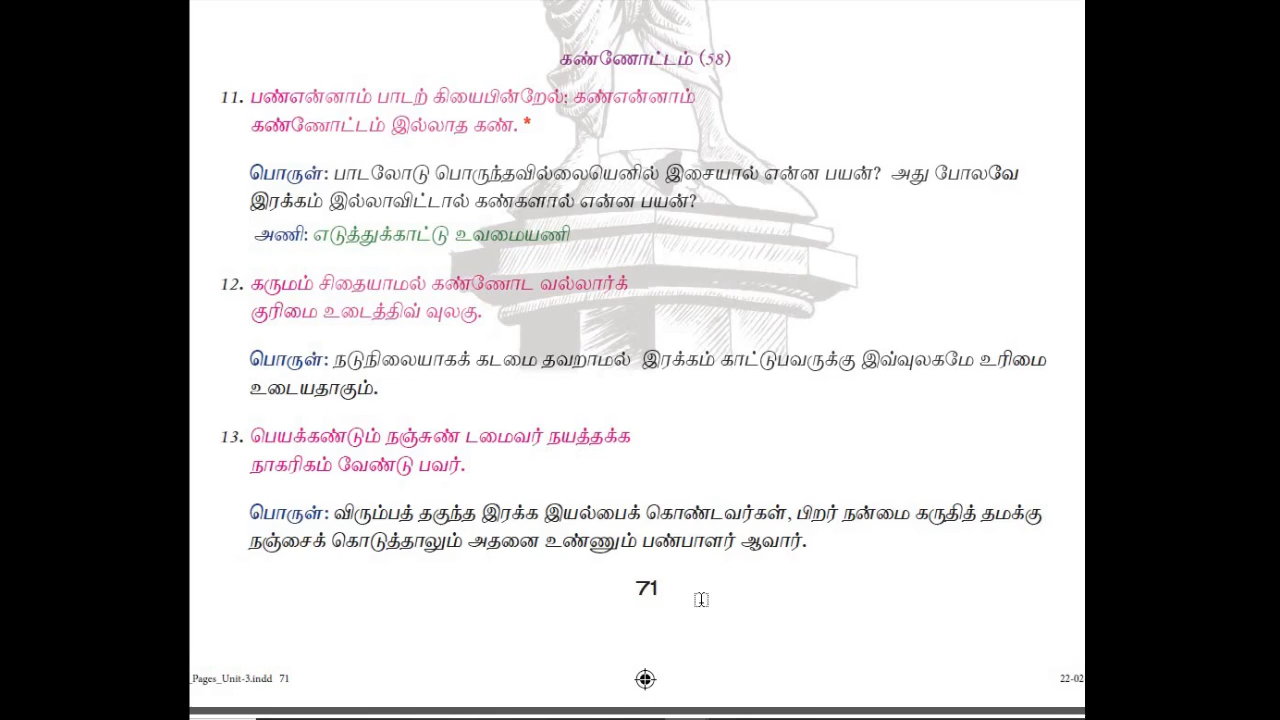 கண்ணோட்டம் (58)
11. பண்என்னாம் பாடற் கியைபின்றேல்; கண்என்னாம்
கண்ணோட்டம் இல்லாத கண். *
பொருள்: பாடலோடு பொருந்தவில்லையெனில் இசையால் என்ன பயன்? அது போலவே
இரக்கம் இல்லாவிட்டால் கண்களால் என்ன பயன்?
அணி: எடுத்துக்காட்டு உவமையணி
12. கருமம் சிதையாமல் கண்ணோட வல்லார்க்
குரிமை உடைத்திவ் வுலகு.
பொருள்: நடுநிலையாகக் கடமை தவறாமல் இரக்கம் காட்டுபவருக்கு இவ்வுலகமே உரிமை
உடையதாகும்.
13. பெயக்கண்டும் நஞ்சுண் டமைவர் நயத்தக்க
நாகரிகம் வேண்டு பவர்.
பொருள்: விரும்பத் தகுந்த இரக்க இயல்பைக் கொண்டவர்கள், பிறர் நன்மை கருதித் தமக்கு
நஞ்சைக் கொடுத்தாலும் அதனை உண்ணும் பண்பாளர் ஆவார்.
71
_Pages_Unit-3.indd 71
22-02